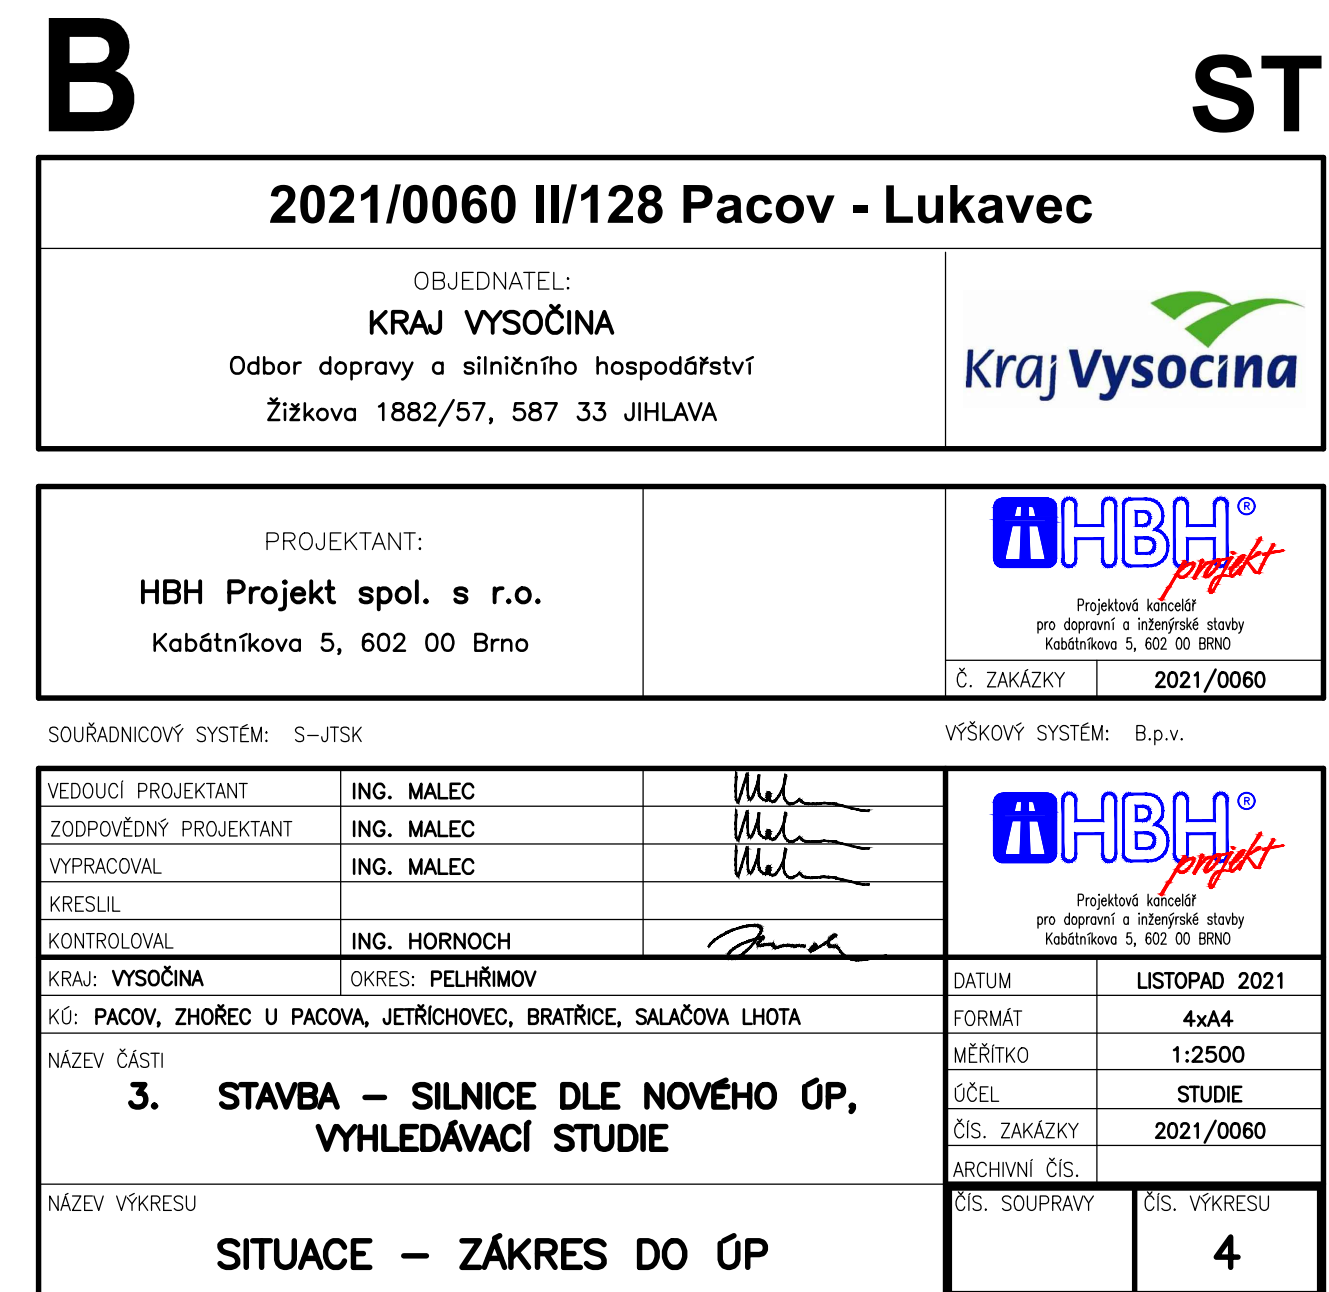 B
ST
2021/0060 II/128 Pacov - Lukavec
OBJEDNATEL:
KRAJ VYSOČINA
Odbor dopravy a silničního hospodářství
Žižkova 1882/57, 587 33 JIHLAVA
Kraj Vysočina
PROJEKTANT:
HBH Projekt spol. s r.o.
Kabátníkova 5, 602 00 Brno
HBH®
projekt
Projektová kancelář
pro dopravní a inženýrské stavby
Kabátníkova 5, 602 00 BRNO
Č. ZAKÁZKY 2021/0060
SOUŘADNICOVÝ SYSTÉM: S-JTSK
VÝŠKOVÝ SYSTÉM: B.p.v.
VEDOUCÍ PROJEKTANT ING. MALEC
ZODPOVĚDNÝ PROJEKTANT ING. MALEC
VYPRACOVAL ING. MALEC
KRESLIL
KONTROLOVAL ING. HORNOCH
HBH®
projekt
Projektová kancelář
pro dopravní a inženýrské stavby
Kabátníkova 5, 602 00 BRNO
KRAJ: VYSOČINA OKRES: PELHŘIMOV
KÚ: PACOV, ZHOŘEC U PACOVA, JETŘÍCHOVEC, BRATŘICE, SALAČOVA LHOTA
NÁZEV ČÁSTI
3. STAVBA – SILNICE DLE NOVÉHO ÚP,
VYHLEDÁVACÍ STUDIE
DATUM LISTOPAD 2021
FORMÁT 4xA4
MĚŘÍTKO 1:2500
ÚČEL STUDIE
ČÍS. ZAKÁZKY 2021/0060
ARCHIVNÍ ČÍS.
NÁZEV VÝKRESU
SITUACE – ZÁKRES DO ÚP
ČÍS. SOUPRAVY
ČÍS. VÝKRESU
4